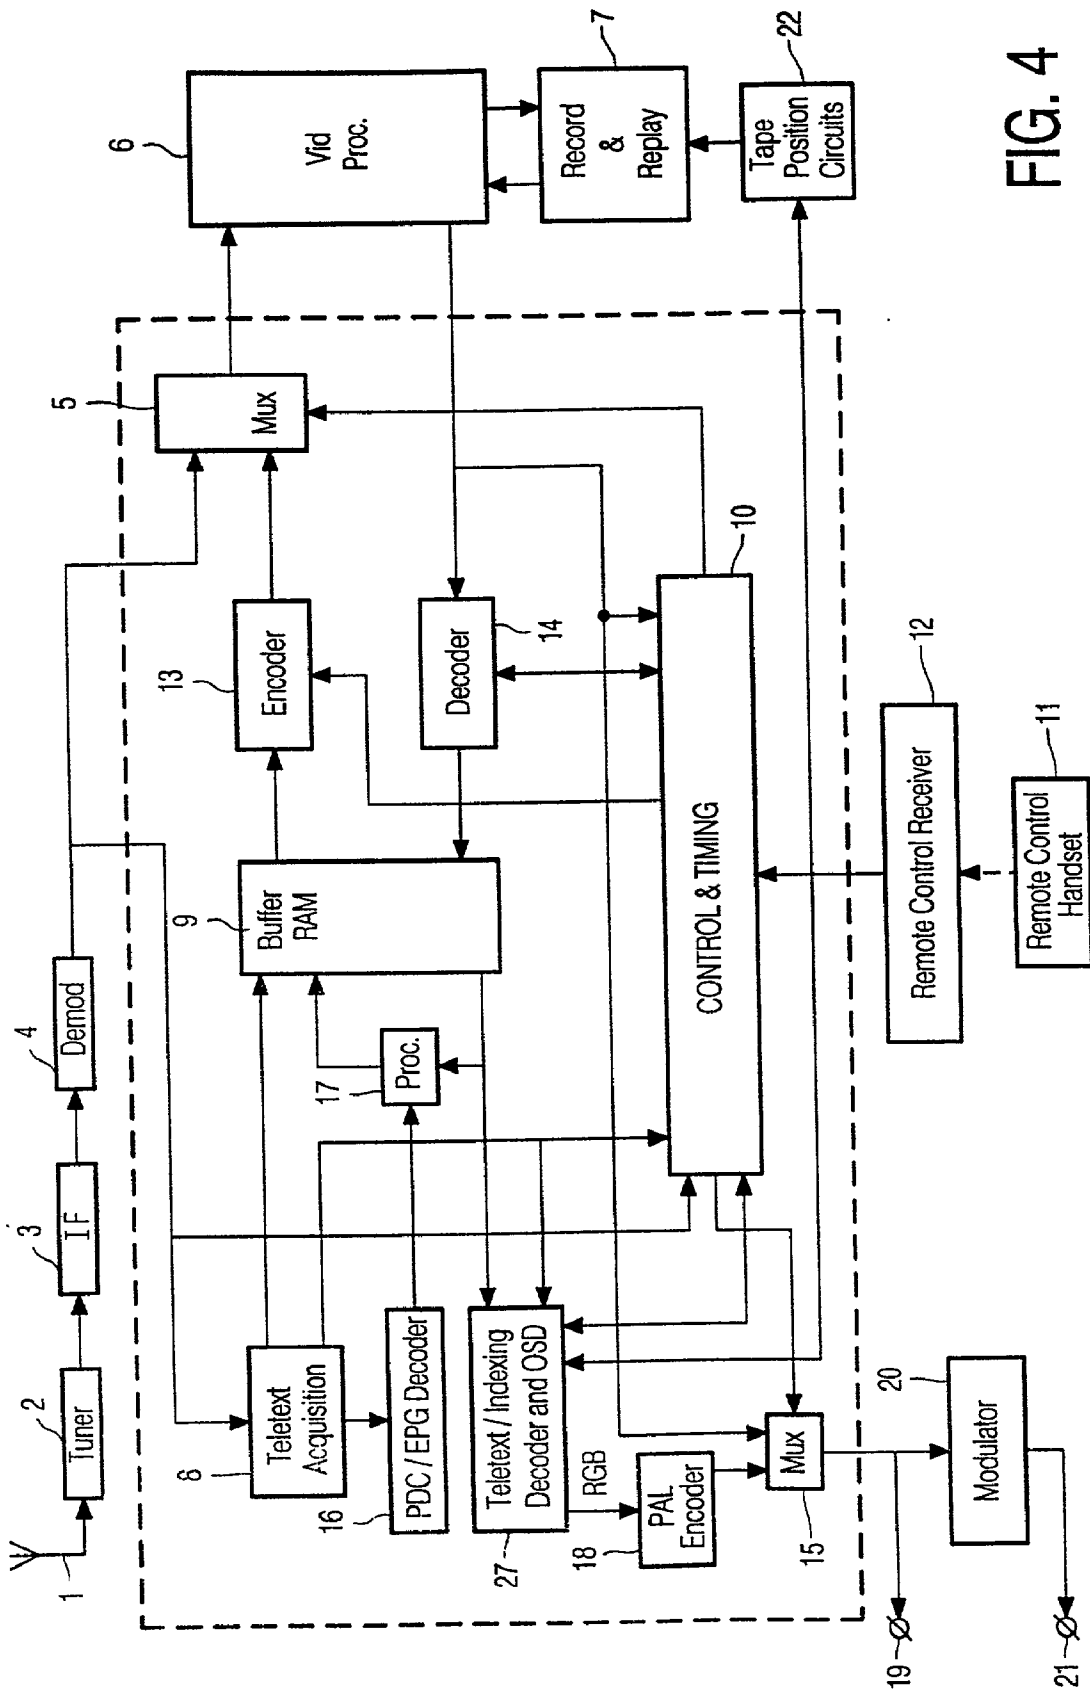 1
2
Tuner
3
IF
4
Demod
5
Mux
6
Vid
Proc.
7
Record
&
Replay
22
Tape
Position
Circuits
13
Encoder
14
Decoder
9
Buffer
RAM
17
Proc.
8
Teletext
Acquisition
16
PDC / EPG Decoder
27
Teletext / Indexing
Decoder and OSD
RGB
18
PAL
Encoder
15
Mux
10
CONTROL & TIMING
12
Remote Control Receiver
11
Remote Control
Handset
19
20
Modulator
21
FIG. 4